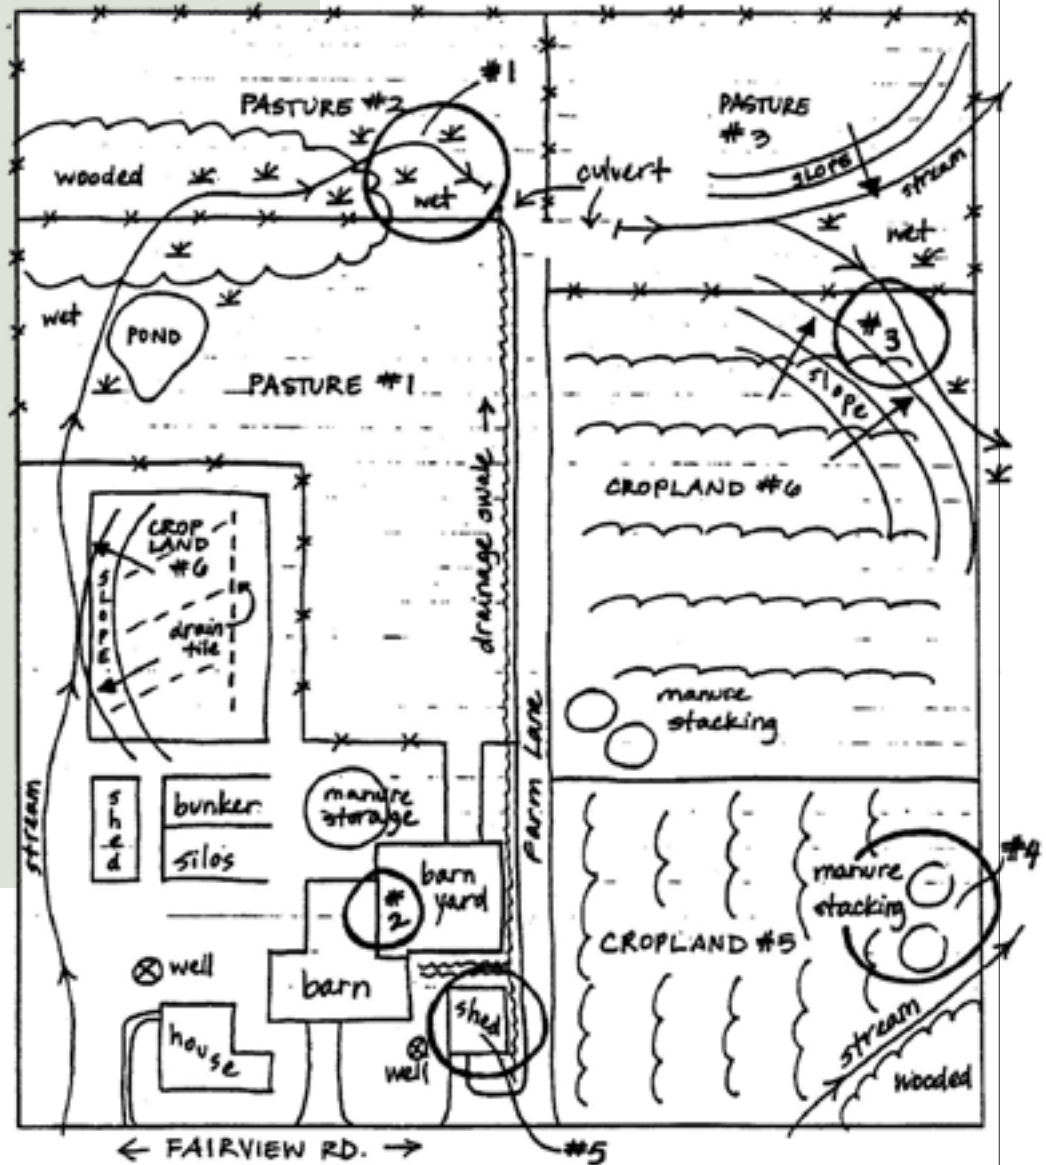 #1
PASTURE #2
PASTURE
#3
wooded
wet
culvert
SLOPE
stream
wet
wet
POND
#
3
PASTURE #1
slope
drainage swale
CROPLAND #6
CROP
LAND
#6
SLOPE
drain
tile
manure
stacking
Farm Lane
stream
shed
bunker
silos
manure
storage
barn
yard
#
2
manure
stacking
#4
CROPLAND #5
well
barn
shed
house
well
stream
wooded
← FAIRVIEW RD. →
#5